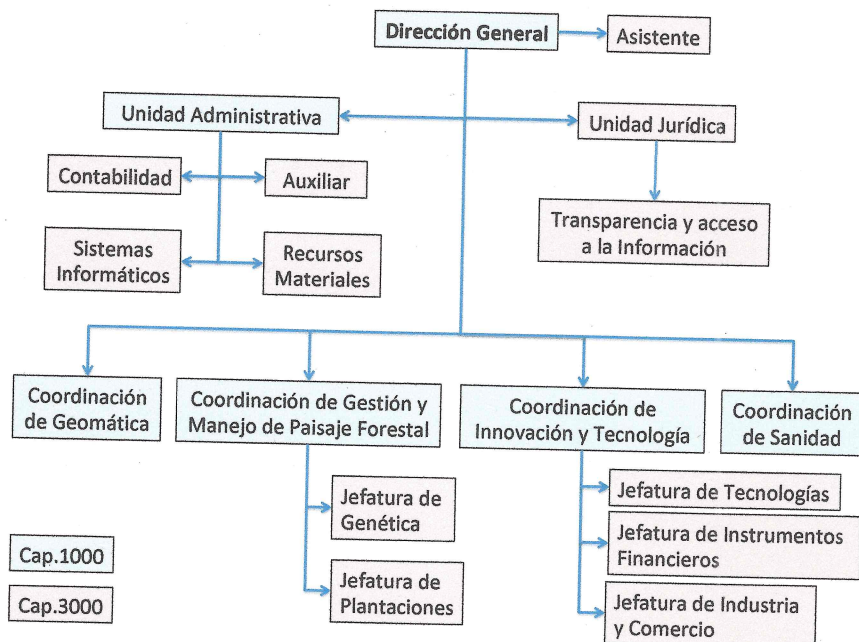 Dirección General
Asistente
Unidad Administrativa
Unidad Jurídica
Contabilidad
Auxiliar
Transparencia y acceso
a la Información
Sistemas
Informáticos
Recursos
Materiales
Coordinación
de Geomática
Coordinación de Gestión y
Manejo de Paisaje Forestal
Coordinación de
Innovación y Tecnología
Coordinación
de Sanidad
Jefatura de
Genética
Jefatura de
Plantaciones
Jefatura de Tecnologías
Jefatura de Instrumentos
Financieros
Jefatura de Industria
y Comercio
Cap.1000
Cap.3000